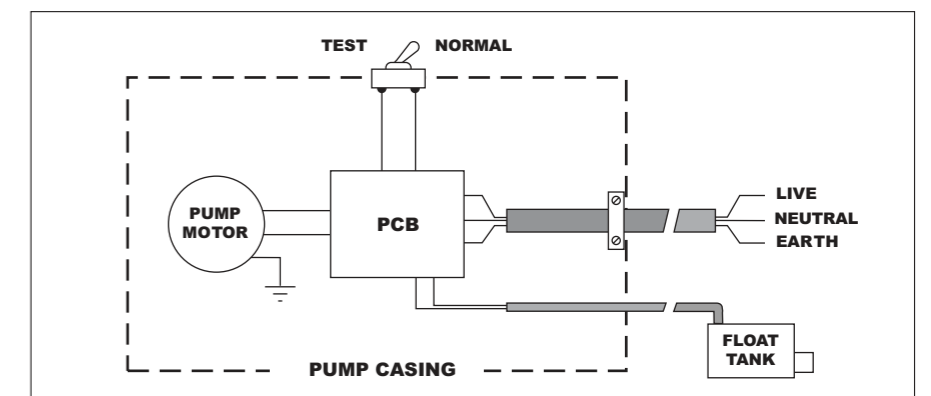 TEST NORMAL
PUMP
MOTOR
PCB
LIVE
NEUTRAL
EARTH
FLOAT
TANK
PUMP CASING